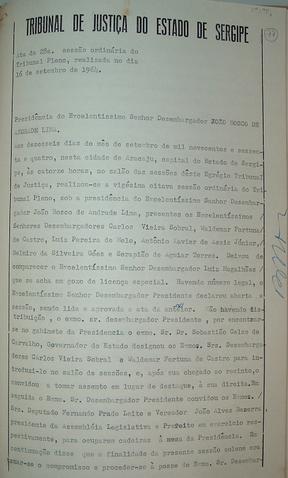 TRIBUNAL DE JUSTIÇA DO ESTADO DE SERGIPE
Ata da 28a. sessão ordinária do
Tribunal Pleno, realizada no dia
16 de setembro de 1964.
Presidência do Excelentíssimo Senhor Desembargador JOÃO BOSCO DE
ANDRADE LIMA.
Aos dezesseis dias do mês de setembro de mil novecentos e sessen-
ta e quatro, nesta cidade de Aracaju, capital do Estado de Sergi-
pe, às catorze horas, no salão das sessões dêste Egrégio Tribunal
de Justiça, realizou-se a vigésima oitava sessão ordinária do Tri
bunal Pleno, sob a presidência do Excelentíssimo Senhor Desembar-
gador João Bosco de Andrade Lima, presentes os Excelentíssimos
Senhores Desembargadores Carlos Vieira Sobral, Waldemar Fortuna
de Castro, Luiz Pereira de Melo, Antônio Xavier de Assis Júnior,
Belmiro da Silveira Góes e Serapião de Aguiar Torres. Deixou de
comparecer o Excelentíssimo Senhor Desembargador Luiz Magalhães
que se acha em gozo de licença especial. Havendo número legal, o
Excelentíssimo Senhor Desembargador Presidente declarou aberta a
sessão, sendo lida e aprovada a ata da anterior. Não havendo dis-
tribuição, o exmo. sr. desembargador Presidente, por encontrar-
se no gabinete da Presidência o exmo. Sr. Dr. Sebastião Celso de
Carvalho, Governador do Estado designou os Exmos. Srs. Desembarga
dores Carlos Vieira Sobral e Waldemar Fortuna de Castro para in-
troduzi-lo no salão de sessões, e, após sua chegado ao recinto, o
convidou a tomar assento em lugar de destaque, à sua direita. Em
seguida o Exmo. Sr. Desembargador Presidente convidou os Exmos.
Srs. Deputado Fernando Prado Leite e Vereador João Alves Bezerra
presidente da Assembléia Legislativa e Prefeito em exercício res-
pectivamente, para ocuparem cadeiras à mesa da Presidência. Em
continuação disse que a finalidade da presente sessão solene era
tomar-se o compromisso e proceder-se à posse do Exmo. Sr. Desembar